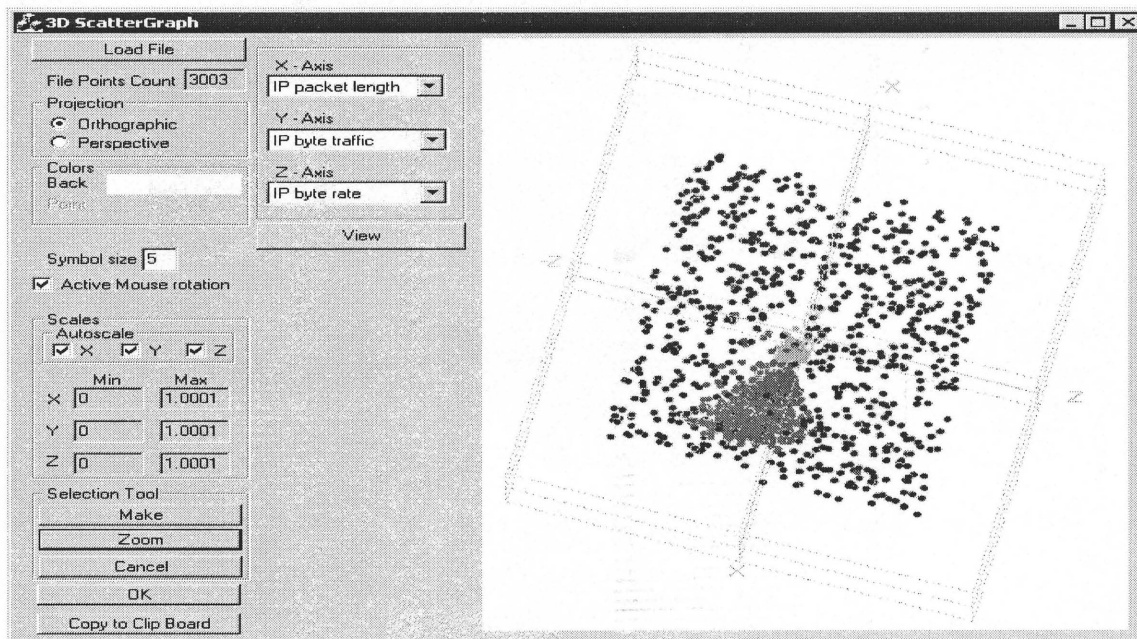 3D ScatterGraph
Load File
File Points Count 3003
Projection
Orthographic
Perspective
Colors
Back
Point
Symbol size 5
Active Mouse rotation
Scales
Autoscale
X Y Z
Min Max
X 0 1.0001
Y 0 1.0001
Z 0 1.0001
Selection Tool
Make
Zoom
Cancel
OK
Copy to Clip Board
X - Axis
IP packet length
Y - Axis
IP byte traffic
Z - Axis
IP byte rate
View
X
Z
Z
X